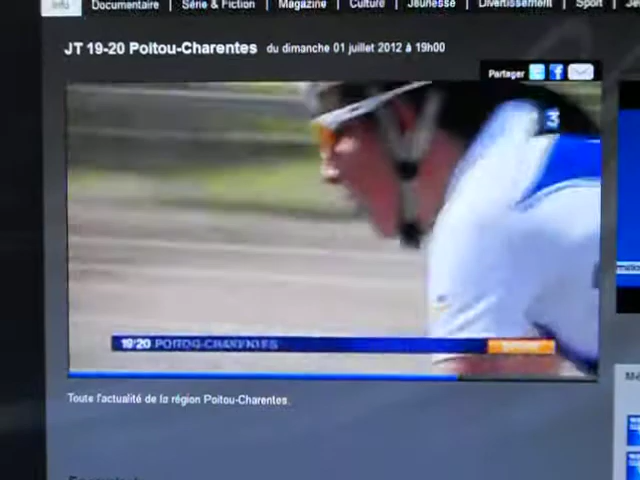 Info Documentaire | Série & Fiction | Magazine | Culture | Jeunesse | Divertissement | Sport
JT 19-20 Poitou-Charentes du dimanche 01 juillet 2012 à 19h00
Partager
3
19/20 POITOU-CHARENTES
Toute l'actualité de la région Poitou-Charentes.